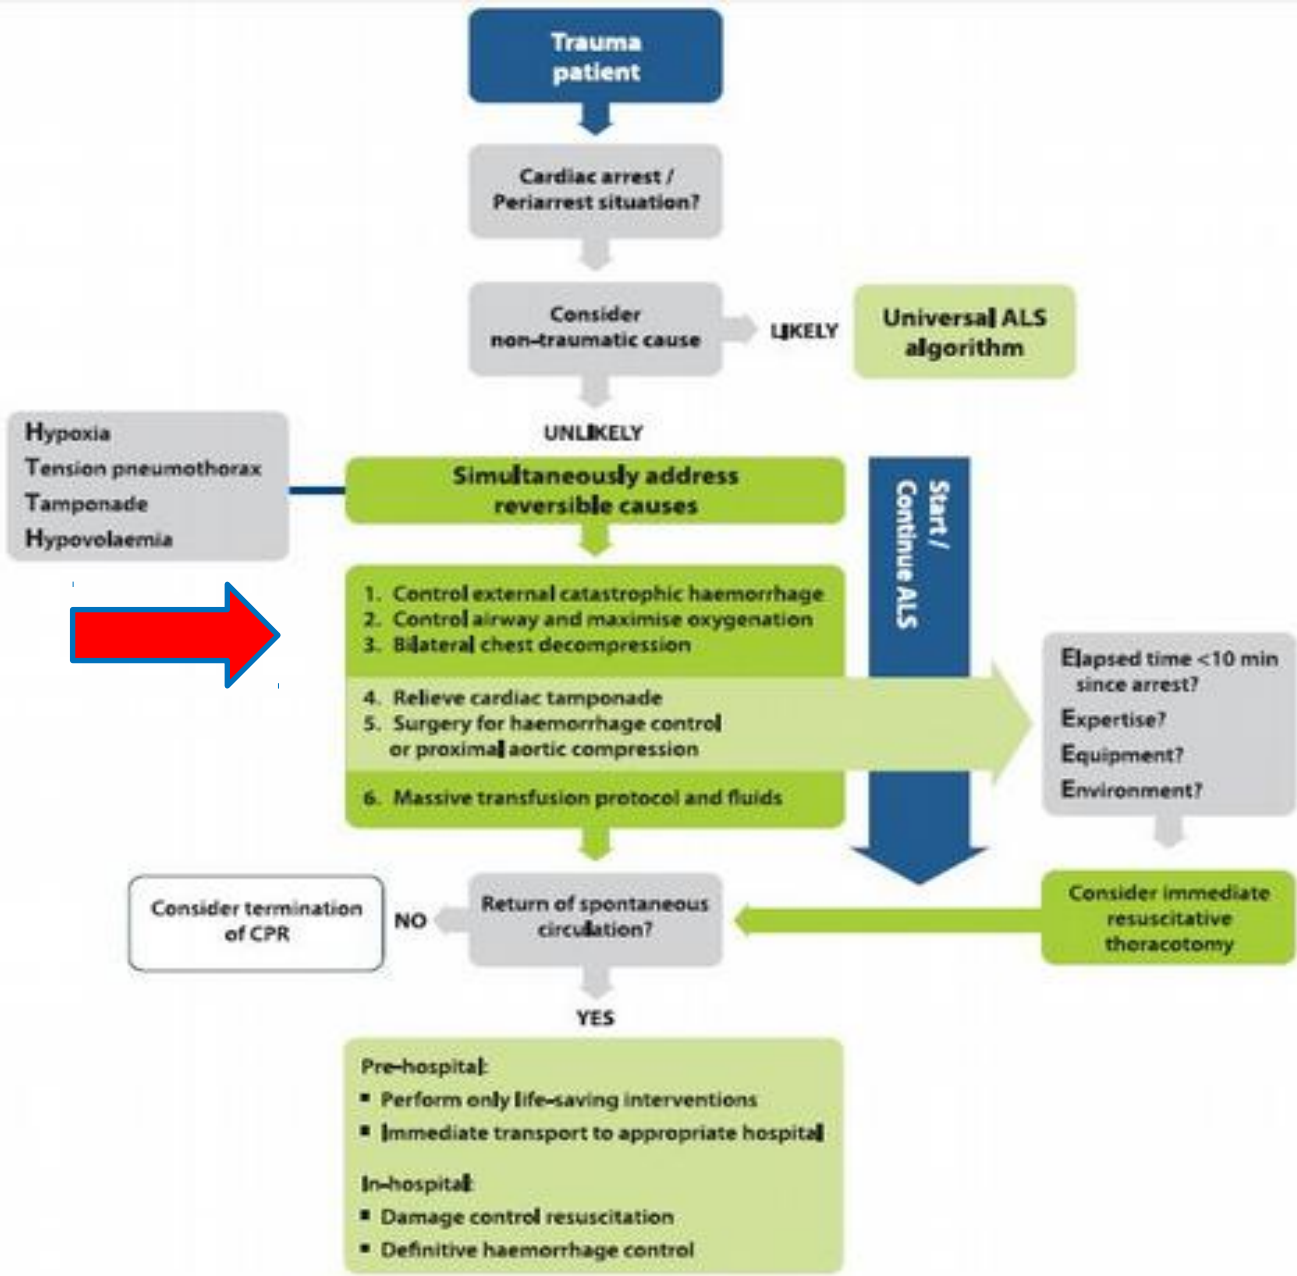 Trauma
patient
Cardiac arrest /
Periarrest situation?
Consider
non-traumatic cause
LIKELY
Universal ALS
algorithm
UNLIKELY
Hypoxia
Tension pneumothorax
Tamponade
Hypovolaemia
Simultaneously address
reversible causes
Start /
Continue ALS
1. Control external catastrophic haemorrhage
2. Control airway and maximise oxygenation
3. Bilateral chest decompression
4. Relieve cardiac tamponade
5. Surgery for haemorrhage control
or proximal aortic compression
6. Massive transfusion protocol and fluids
Elapsed time <10 min
since arrest?
Expertise?
Equipment?
Environment?
Consider immediate
resuscitative
thoracotomy
Return of spontaneous
circulation?
NO
Consider termination
of CPR
YES
Pre-hospital:
▪ Perform only life-saving interventions
▪ Immediate transport to appropriate hospital
In-hospital:
▪ Damage control resuscitation
▪ Definitive haemorrhage control